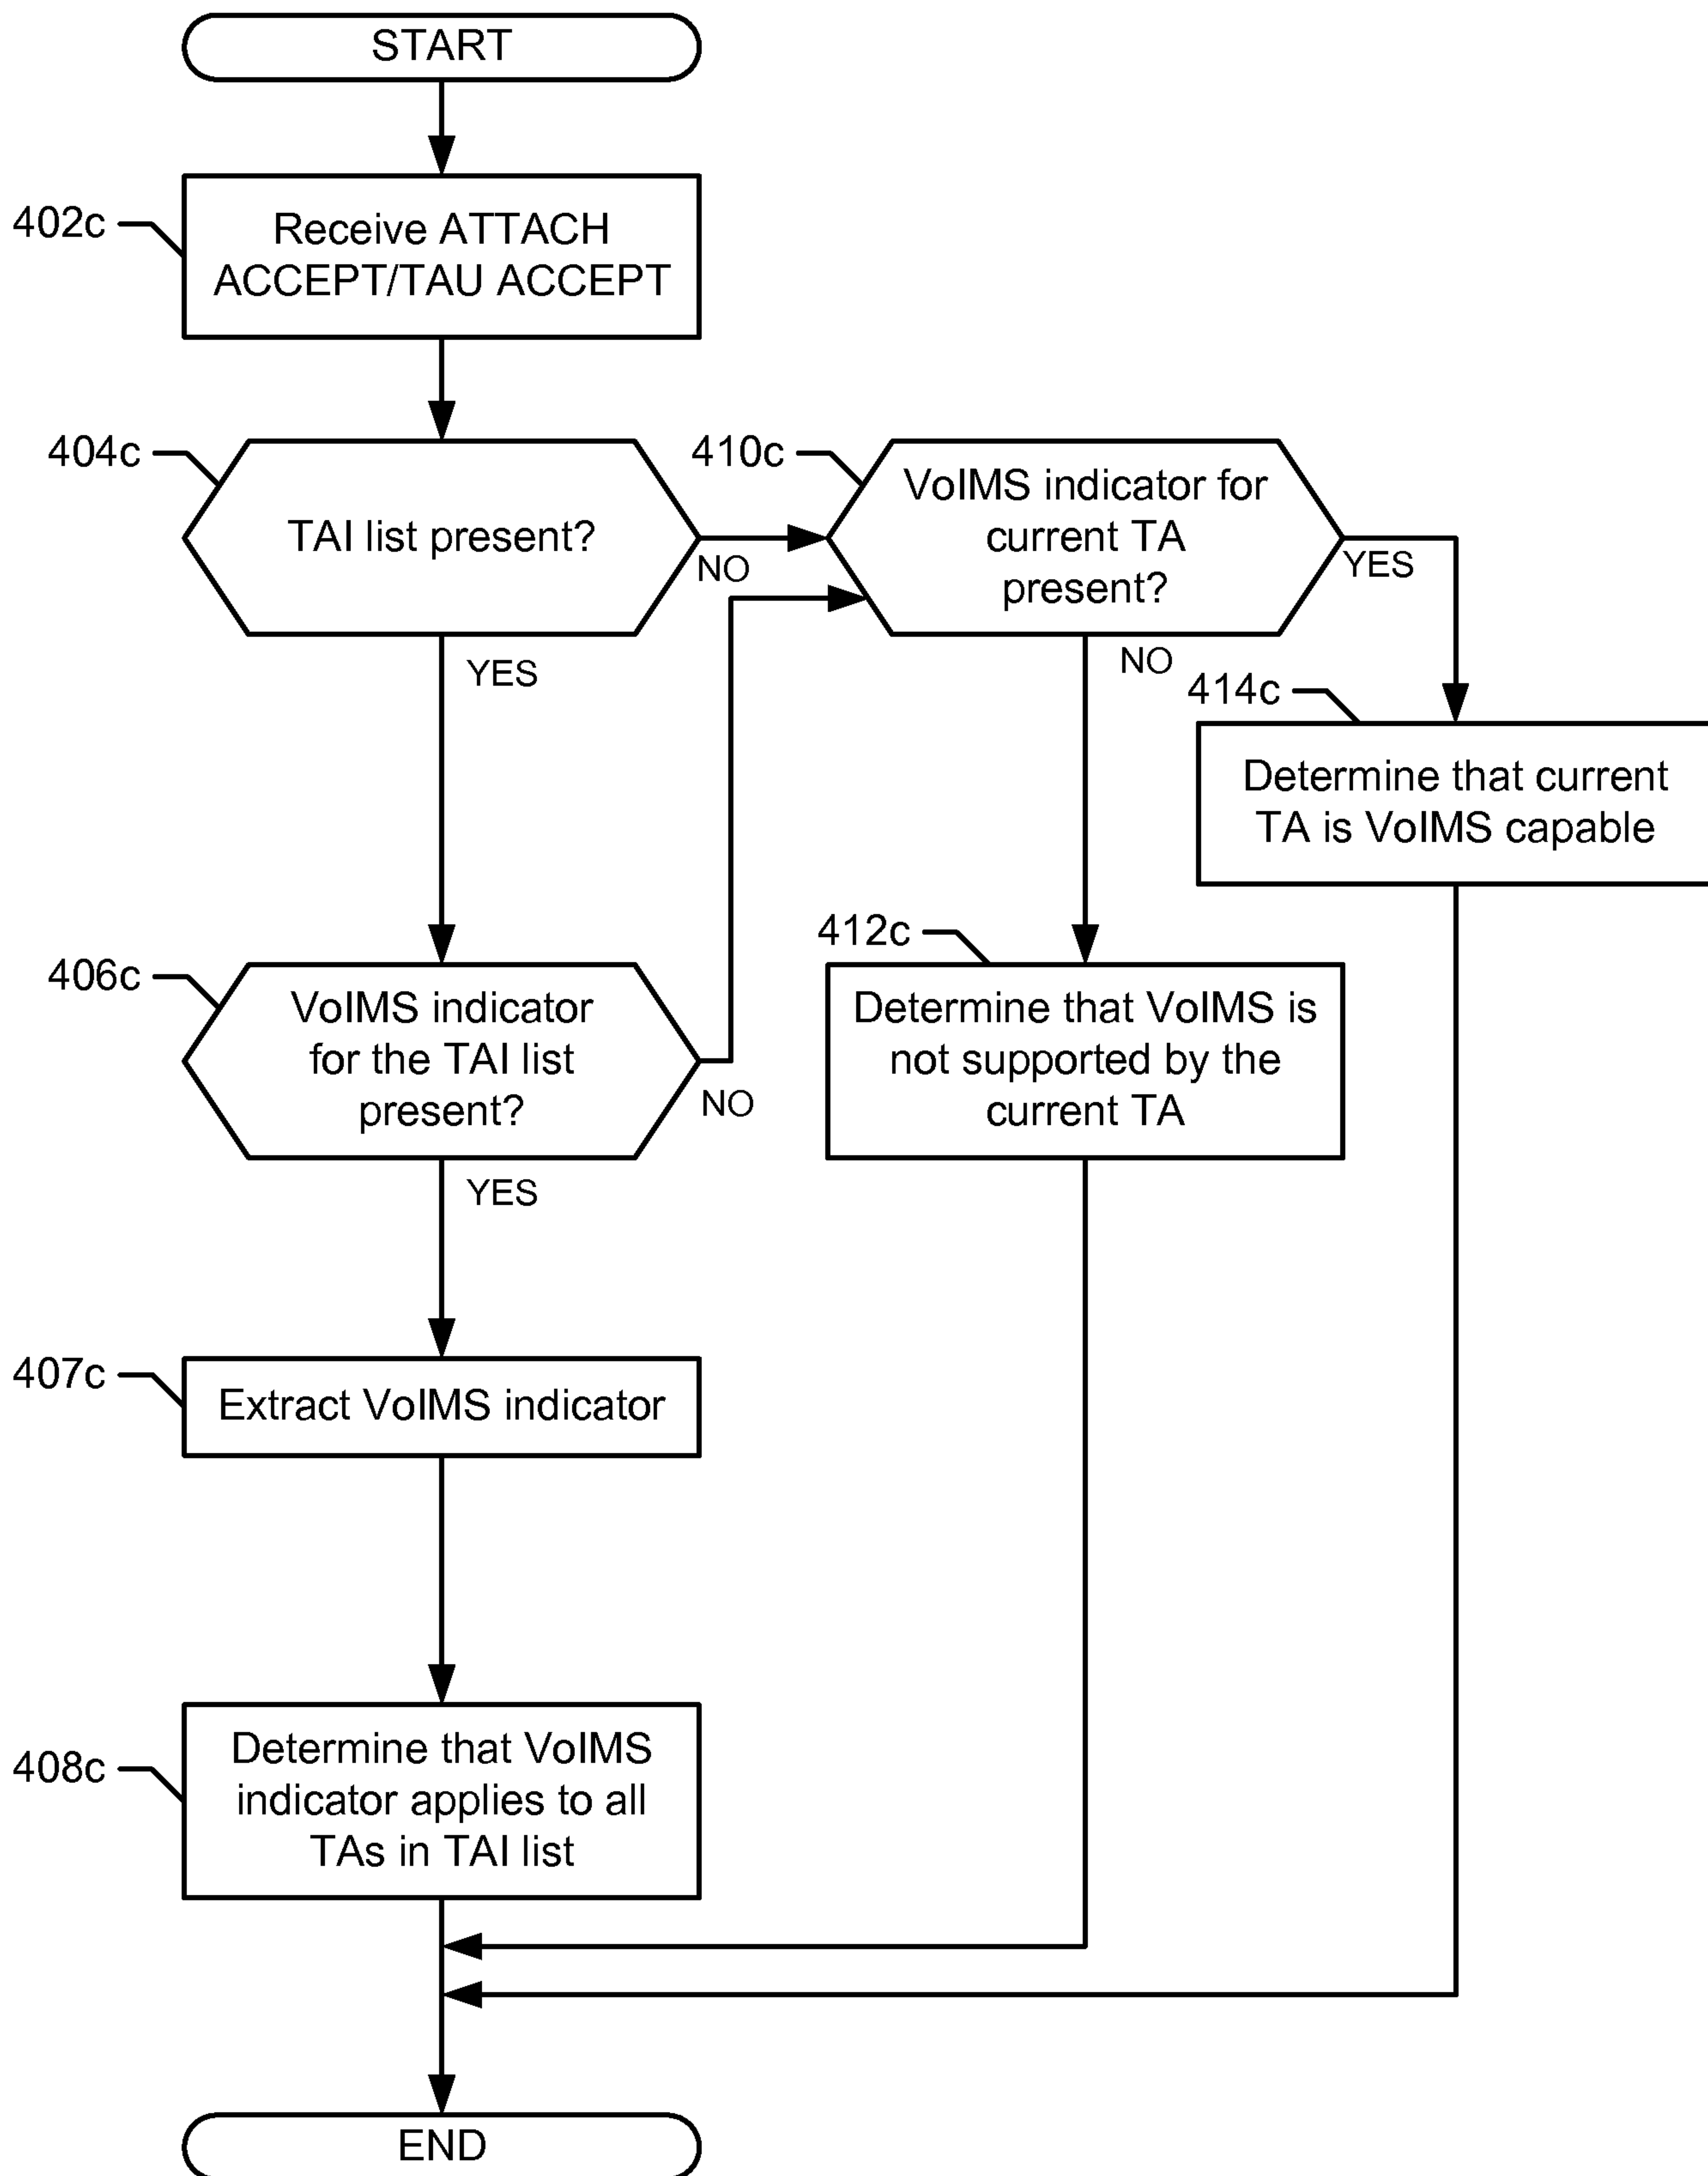 START
402c
Receive ATTACH
ACCEPT/TAU ACCEPT
404c
TAI list present?
NO
YES
410c
VoIMS indicator for
current TA
present?
YES
NO
414c
Determine that current
TA is VoIMS capable
412c
Determine that VoIMS is
not supported by the
current TA
406c
VoIMS indicator
for the TAI list
present?
NO
YES
407c
Extract VoIMS indicator
408c
Determine that VoIMS
indicator applies to all
TAs in TAI list
END